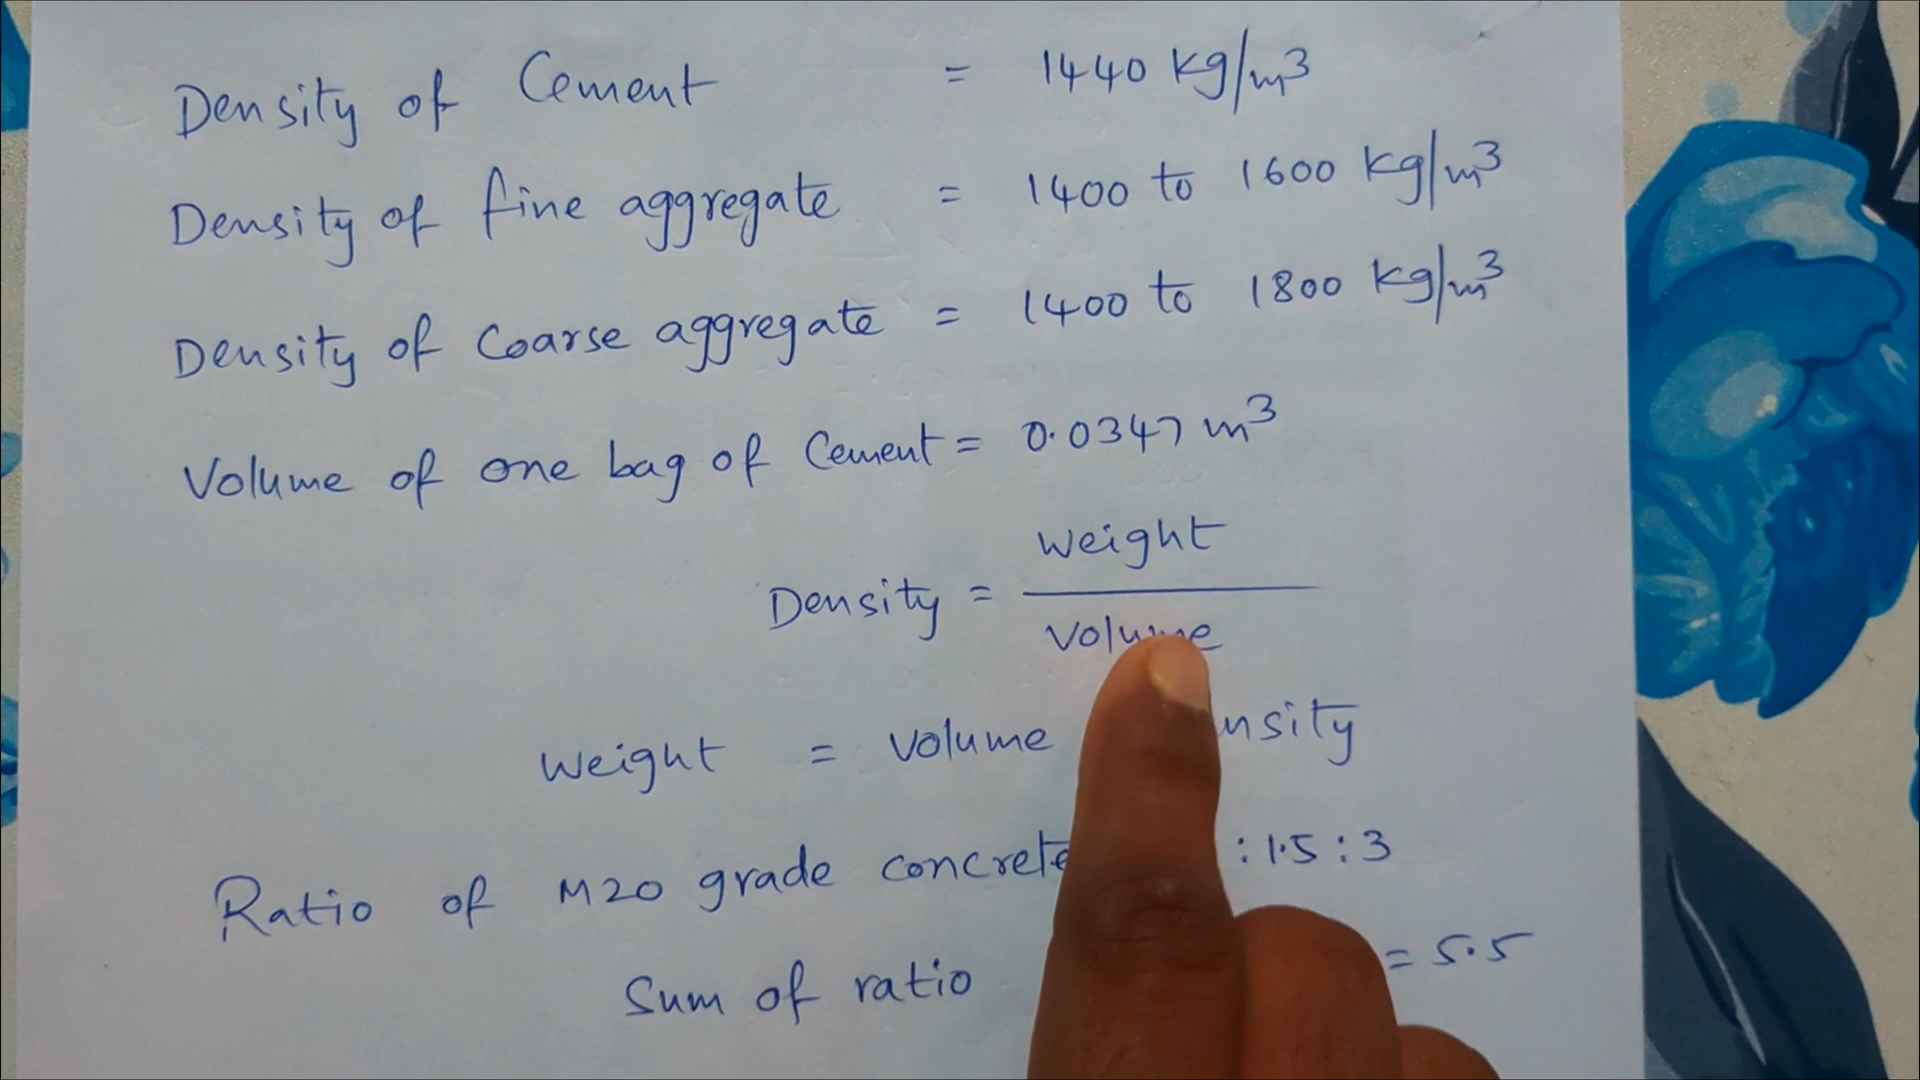 Density of Cement = 1440 kg/m³
Density of fine aggregate = 1400 to 1600 kg/m³
Density of Coarse aggregate = 1400 to 1800 kg/m³
Volume of one bag of Cement = 0.0347 m³
Weight
Density =
Volume
Weight = Volume nsity
Ratio of M20 grade concrete : 1.5 : 3
Sum of ratio = 5.5